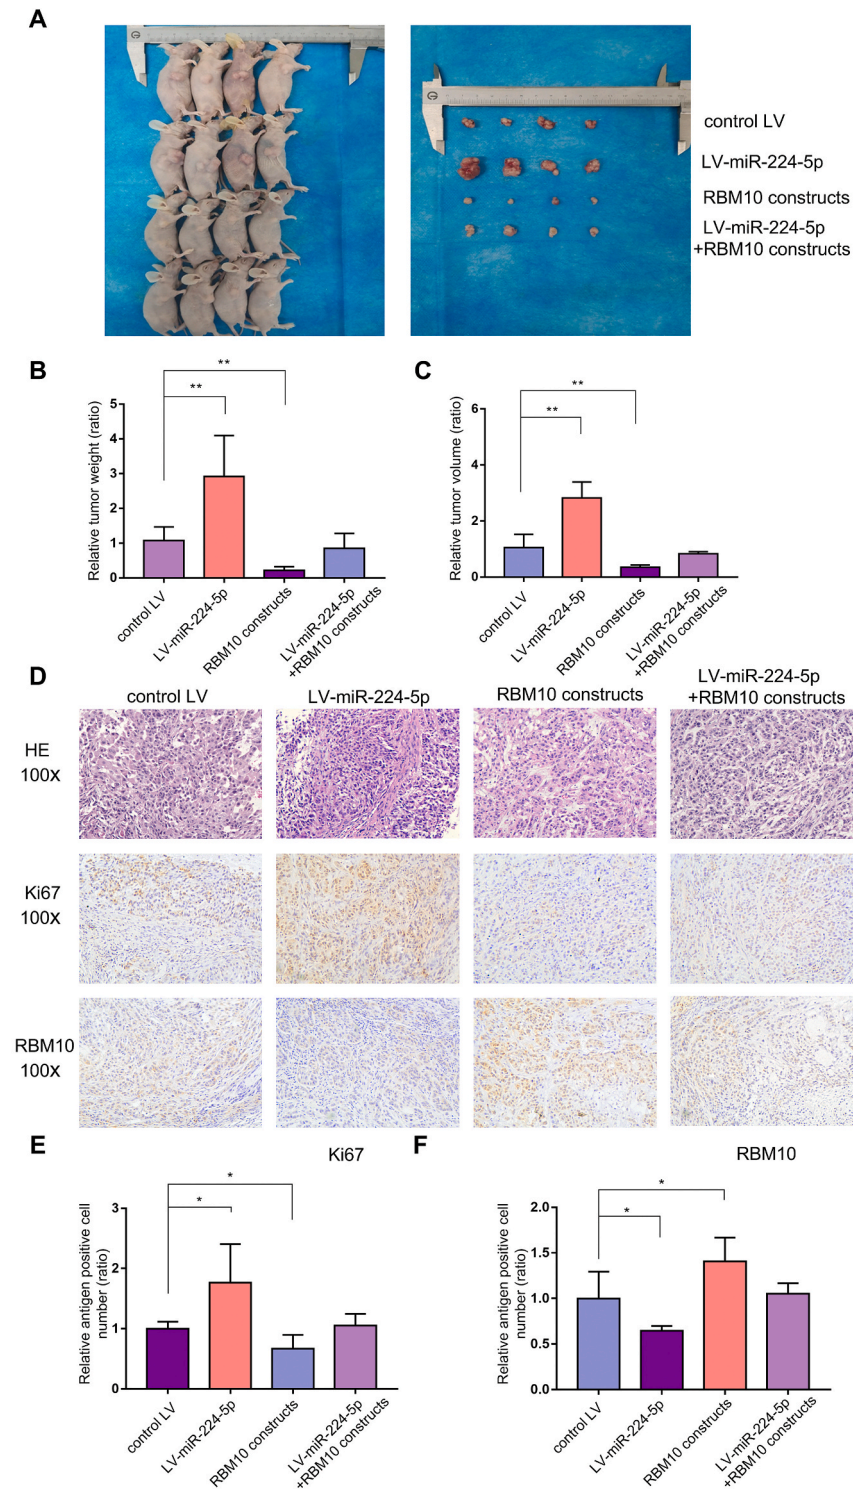 A
control LV
LV-miR-224-5p
RBM10 constructs
LV-miR-224-5p
+RBM10 constructs
B
Relative tumor weight (ratio)
5
4
3
2
1
0
**
**
control LV
LV-miR-224-5p
RBM10 constructs
LV-miR-224-5p
+RBM10 constructs
C
Relative tumor volume (ratio)
6
4
2
0
**
**
control LV
LV-miR-224-5p
RBM10 constructs
LV-miR-224-5p
+RBM10 constructs
D
control LV
LV-miR-224-5p
RBM10 constructs
LV-miR-224-5p
+RBM10 constructs
HE
100x
Ki67
100x
RBM10
100x
E
Ki67
Relative antigen positive cell
number (ratio)
3
2
1
0
*
*
control LV
LV-miR-224-5p
RBM10 constructs
LV-miR-224-5p
+RBM10 constructs
F
RBM10
Relative antigen positive cell
number (ratio)
2.0
1.5
1.0
0.5
0.0
*
*
control LV
LV-miR-224-5p
RBM10 constructs
LV-miR-224-5p
+RBM10 constructs